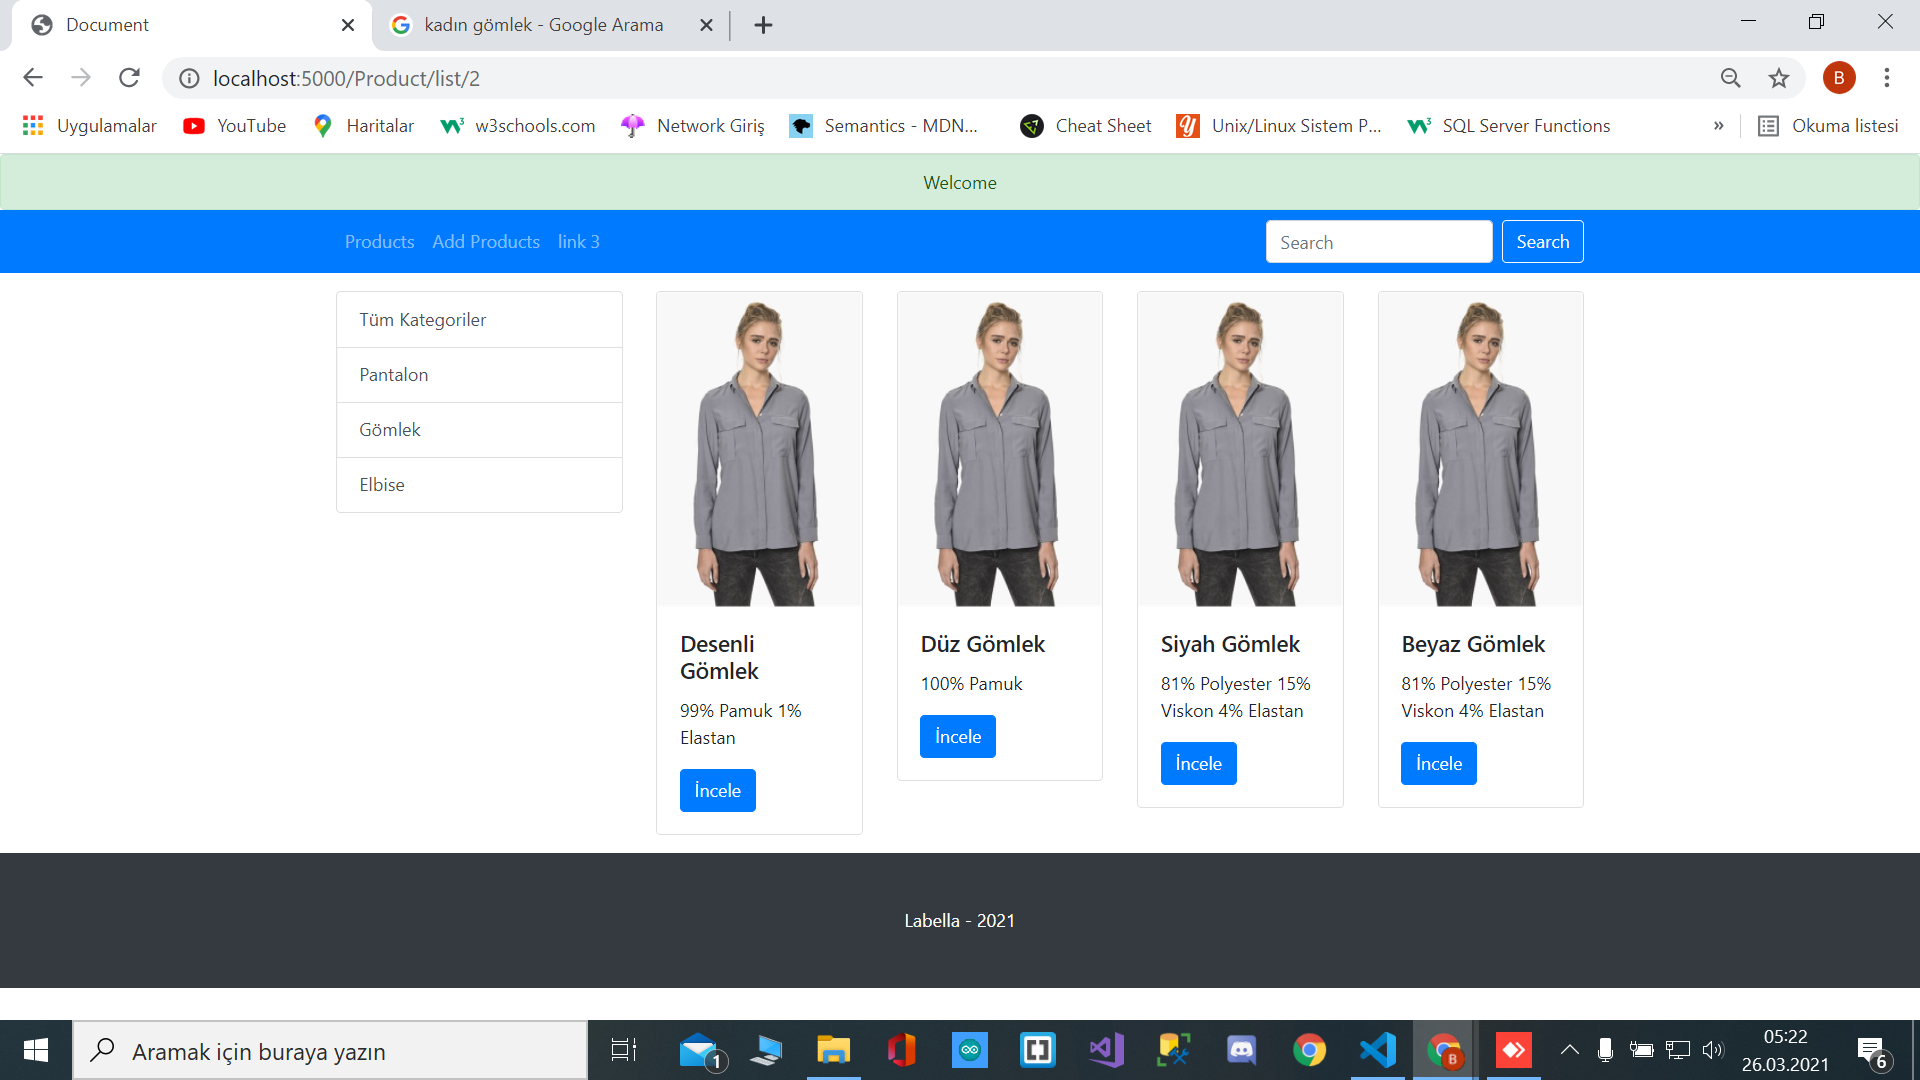 Document
kadın gömlek - Google Arama
localhost:5000/Product/list/2
B
Uygulamalar
YouTube
Haritalar
w3schools.com
Network Giriş
Semantics - MDN...
Cheat Sheet
Unix/Linux Sistem P...
SQL Server Functions
»
Okuma listesi
Welcome
Products
Add Products
link 3
Search
Search
Tüm Kategoriler
Pantalon
Gömlek
Elbise
Desenli
Gömlek
99% Pamuk 1%
Elastan
İncele
Düz Gömlek
100% Pamuk
İncele
Siyah Gömlek
81% Polyester 15%
Viskon 4% Elastan
İncele
Beyaz Gömlek
81% Polyester 15%
Viskon 4% Elastan
İncele
Labella - 2021
Aramak için buraya yazın
1
B
05:22
26.03.2021
6